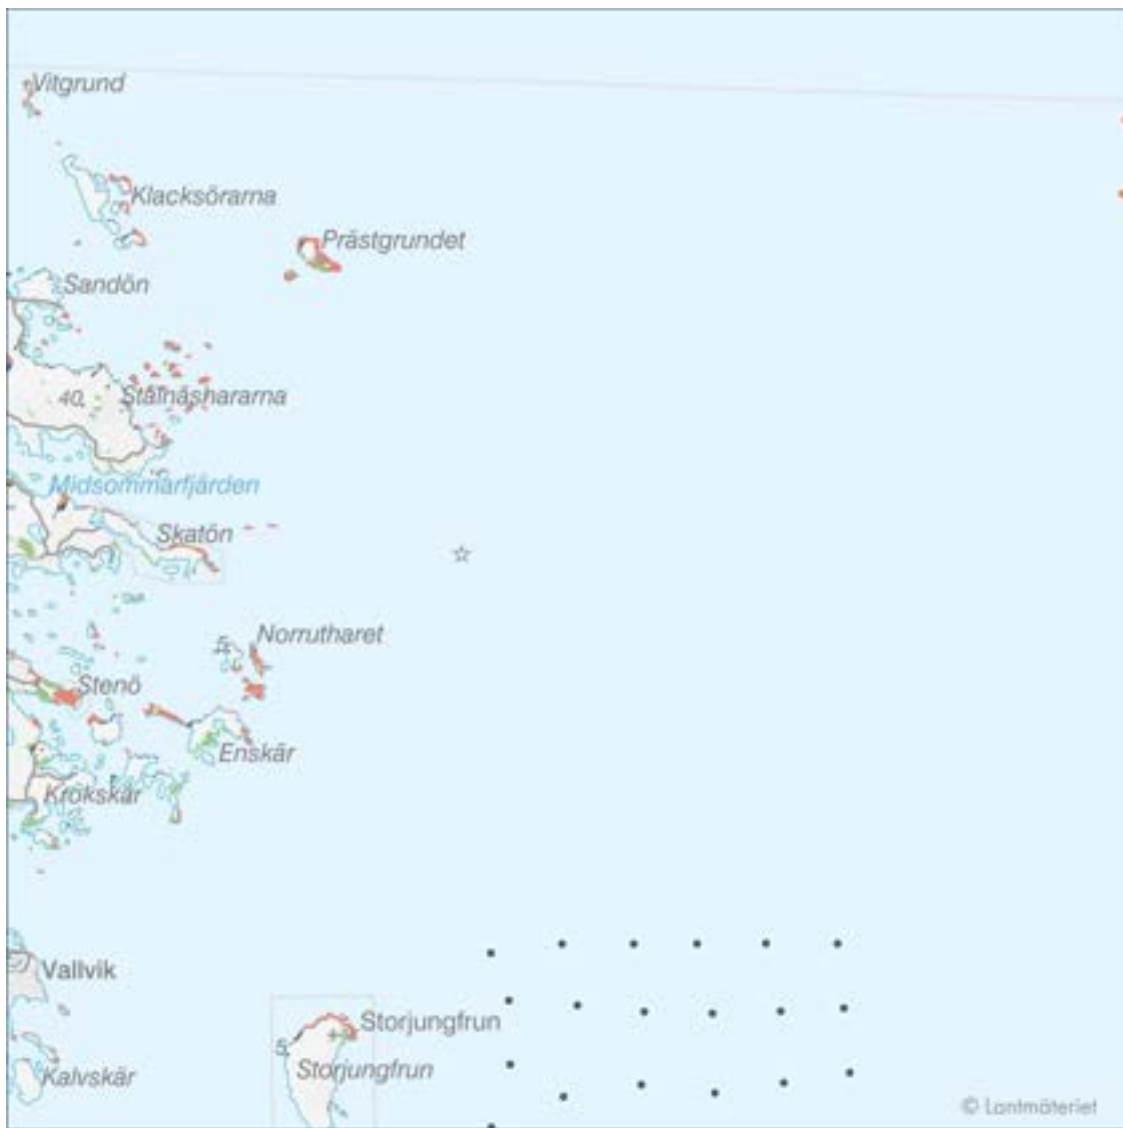 Vitgrund
Klacksörarna
Prästgrundet
Sandön
40
Stålnäshararna
Midsommarfjärden
Skatön
5
Norrutharet
Stenö
Enskär
Krokskär
Vallvik
Storjungfrun
5
Storjungfrun
Kalvskär
© Lantmäteriet